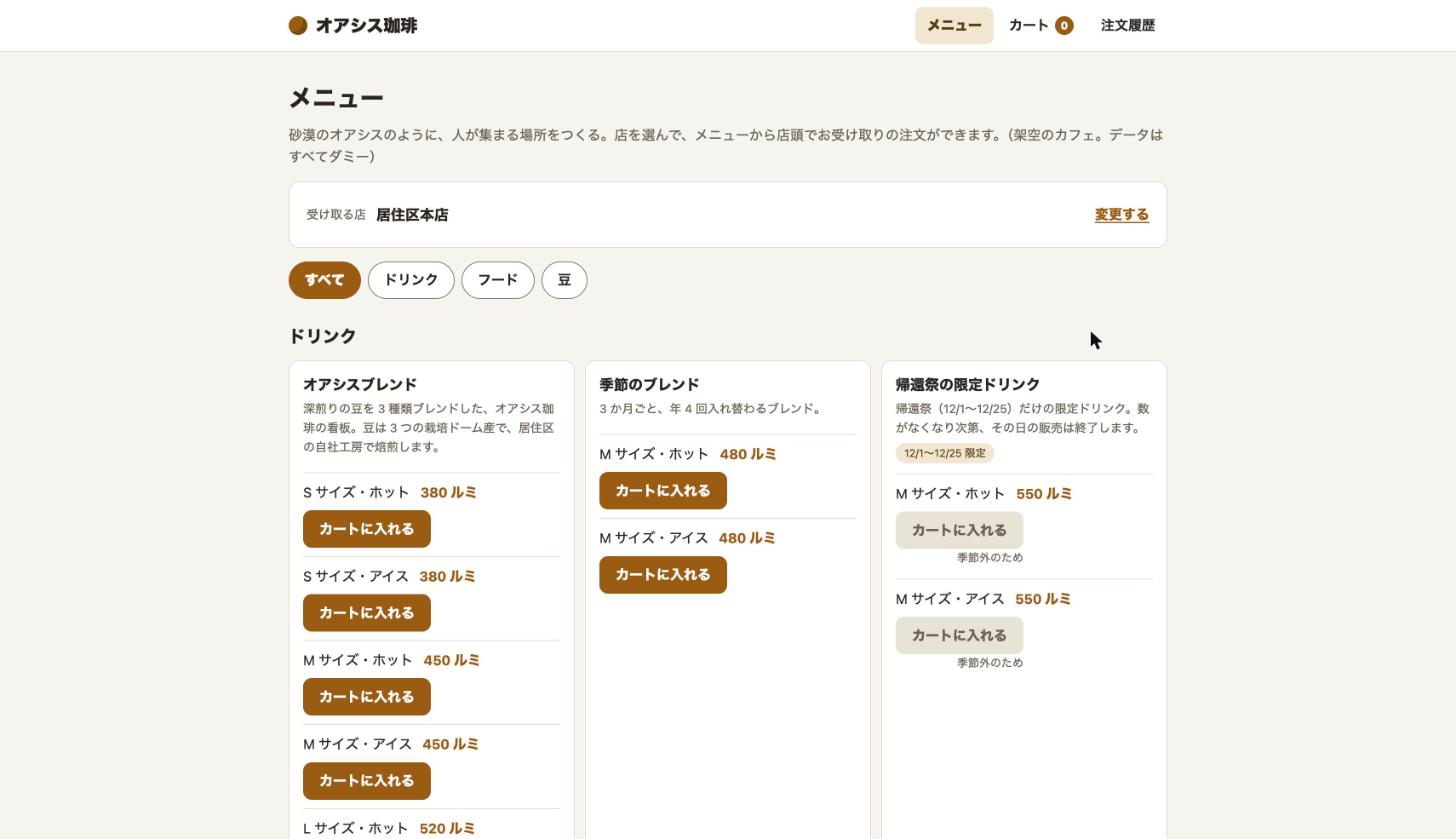 オアシス珈琲
メニュー
カート 0
注文履歴
メニュー
砂漠のオアシスのように、人が集まる場所をつくる。店を選んで、メニューから店頭でお受け取りの注文ができます。（架空のカフェ。データは
すべてダミー）
受け取る店 居住区本店
変更する
すべて
ドリンク
フード
豆
ドリンク
オアシスブレンド
深煎りの豆を 3 種類ブレンドした、オアシス珈
琲の看板。豆は 3 つの栽培ドーム産で、居住区
の自社工房で焙煎します。
S サイズ・ホット 380 ルミ
カートに入れる
S サイズ・アイス 380 ルミ
カートに入れる
M サイズ・ホット 450 ルミ
カートに入れる
M サイズ・アイス 450 ルミ
カートに入れる
L サイズ・ホット 520 ルミ
季節のブレンド
3 か月ごと、年 4 回入れ替わるブレンド。
M サイズ・ホット 480 ルミ
カートに入れる
M サイズ・アイス 480 ルミ
カートに入れる
帰還祭の限定ドリンク
帰還祭（12/1〜12/25）だけの限定ドリンク。数
がなくなり次第、その日の販売は終了します。
12/1〜12/25 限定
M サイズ・ホット 550 ルミ
カートに入れる
季節外のため
M サイズ・アイス 550 ルミ
カートに入れる
季節外のため